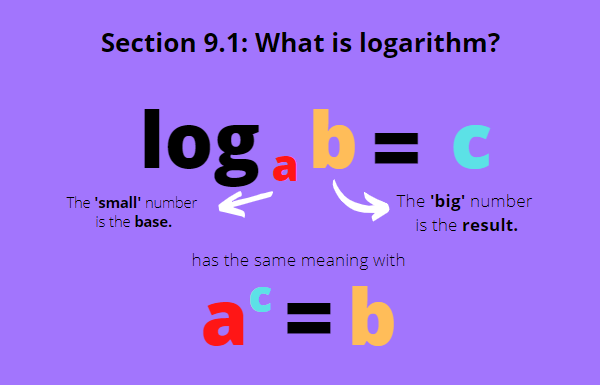 Section 9.1: What is logarithm?
log a b = c
The 'small' number
is the base.
The 'big' number
is the result.
has the same meaning with
a^c = b